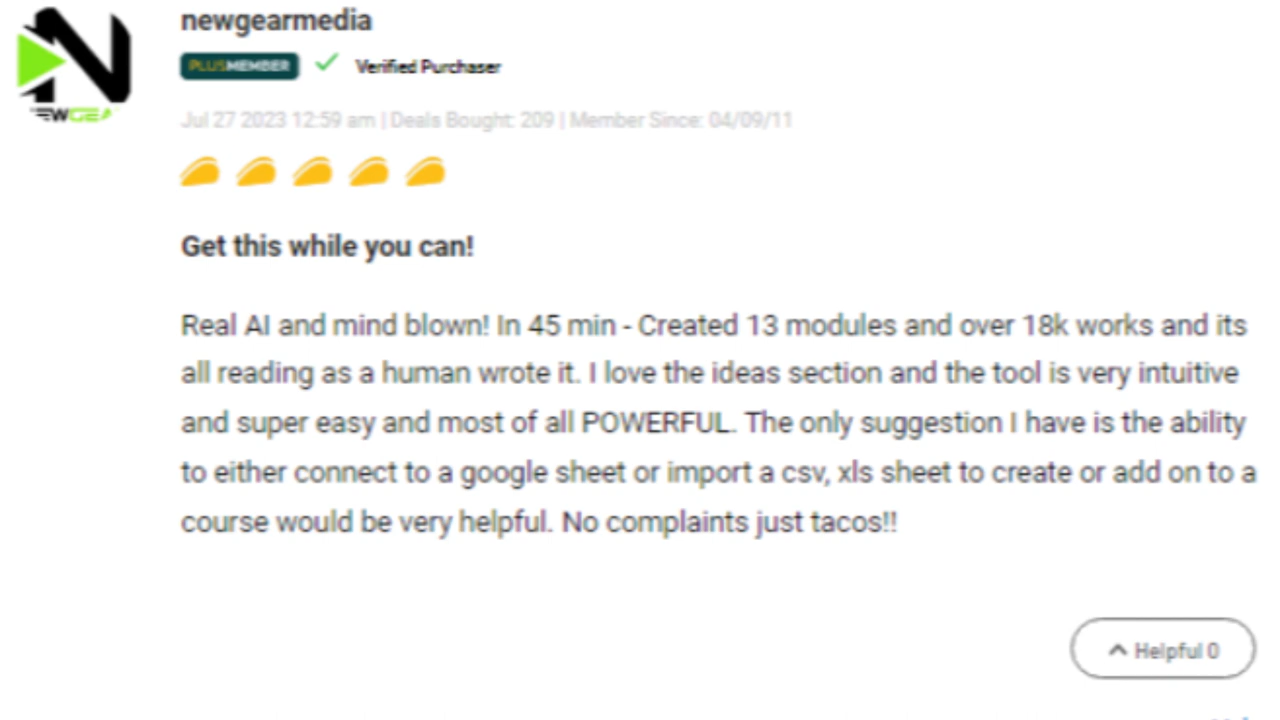 newgearmedia
PLUSMEMBER Verified Purchaser
Jul 27 2023 12:59 am | Deals Bought: 209 | Member Since: 04/09/11
Get this while you can!
Real AI and mind blown! In 45 min - Created 13 modules and over 18k works and its
all reading as a human wrote it. I love the ideas section and the tool is very intuitive
and super easy and most of all POWERFUL. The only suggestion I have is the ability
to either connect to a google sheet or import a csv, xls sheet to create or add on to a
course would be very helpful. No complaints just tacos!!
Helpful 0